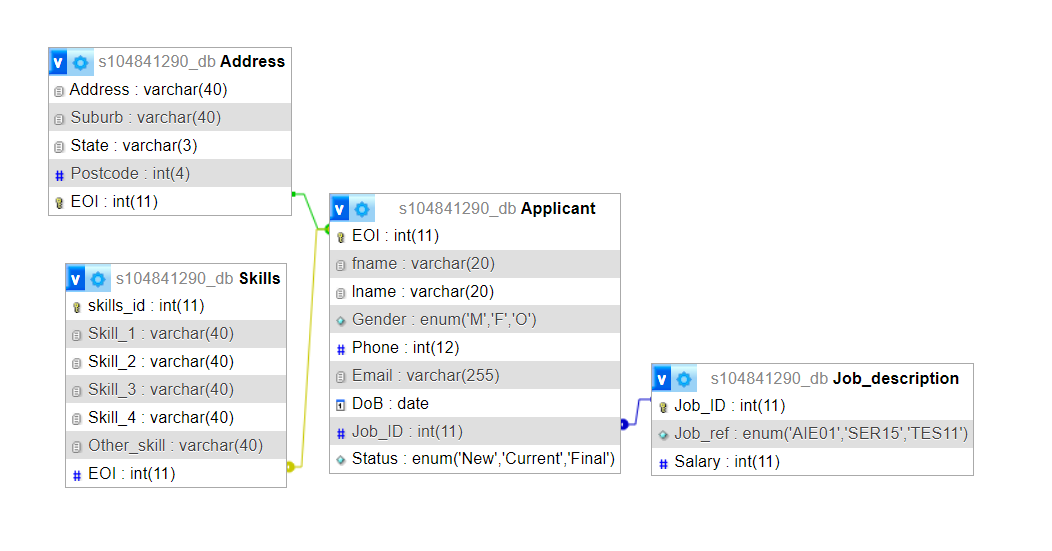 v s104841290_db Address
Address : varchar(40)
Suburb : varchar(40)
State : varchar(3)
# Postcode : int(4)
EOI : int(11)
v s104841290_db Skills
skills_id : int(11)
Skill_1 : varchar(40)
Skill_2 : varchar(40)
Skill_3 : varchar(40)
Skill_4 : varchar(40)
Other_skill : varchar(40)
# EOI : int(11)
v s104841290_db Applicant
EOI : int(11)
fname : varchar(20)
lname : varchar(20)
Gender : enum('M','F','O')
# Phone : int(12)
Email : varchar(255)
DoB : date
# Job_ID : int(11)
Status : enum('New','Current','Final')
v s104841290_db Job_description
Job_ID : int(11)
Job_ref : enum('AIE01','SER15','TES11')
# Salary : int(11)